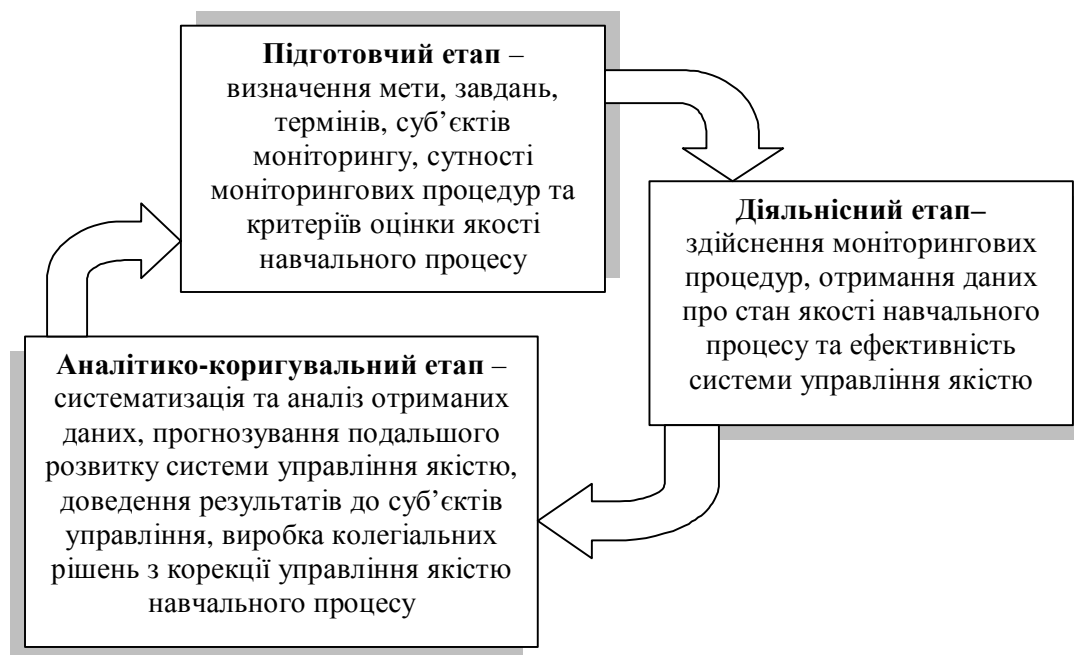 Підготовчий етап –
визначення мети, завдань,
термінів, суб’єктів
моніторингу, сутності
моніторингових процедур та
критеріїв оцінки якості
навчального процесу
Діяльнісний етап–
здійснення моніторингових
процедур, отримання даних
про стан якості навчального
процесу та ефективність
системи управління якістю
Аналітико-коригувальний етап –
систематизація та аналіз отриманих
даних, прогнозування подальшого
розвитку системи управління якістю,
доведення результатів до суб’єктів
управління, виробка колегіальних
рішень з корекції управління якістю
навчального процесу